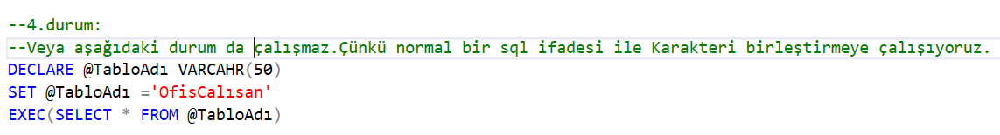 --4.durum:
--Veya aşağıdaki durum da çalışmaz.Çünkü normal bir sql ifadesi ile Karakteri birleştirmeye çalışıyoruz.
DECLARE @TabloAdı VARCAHR(50)
SET @TabloAdı ='OfisCalısan'
EXEC(SELECT * FROM @TabloAdı)